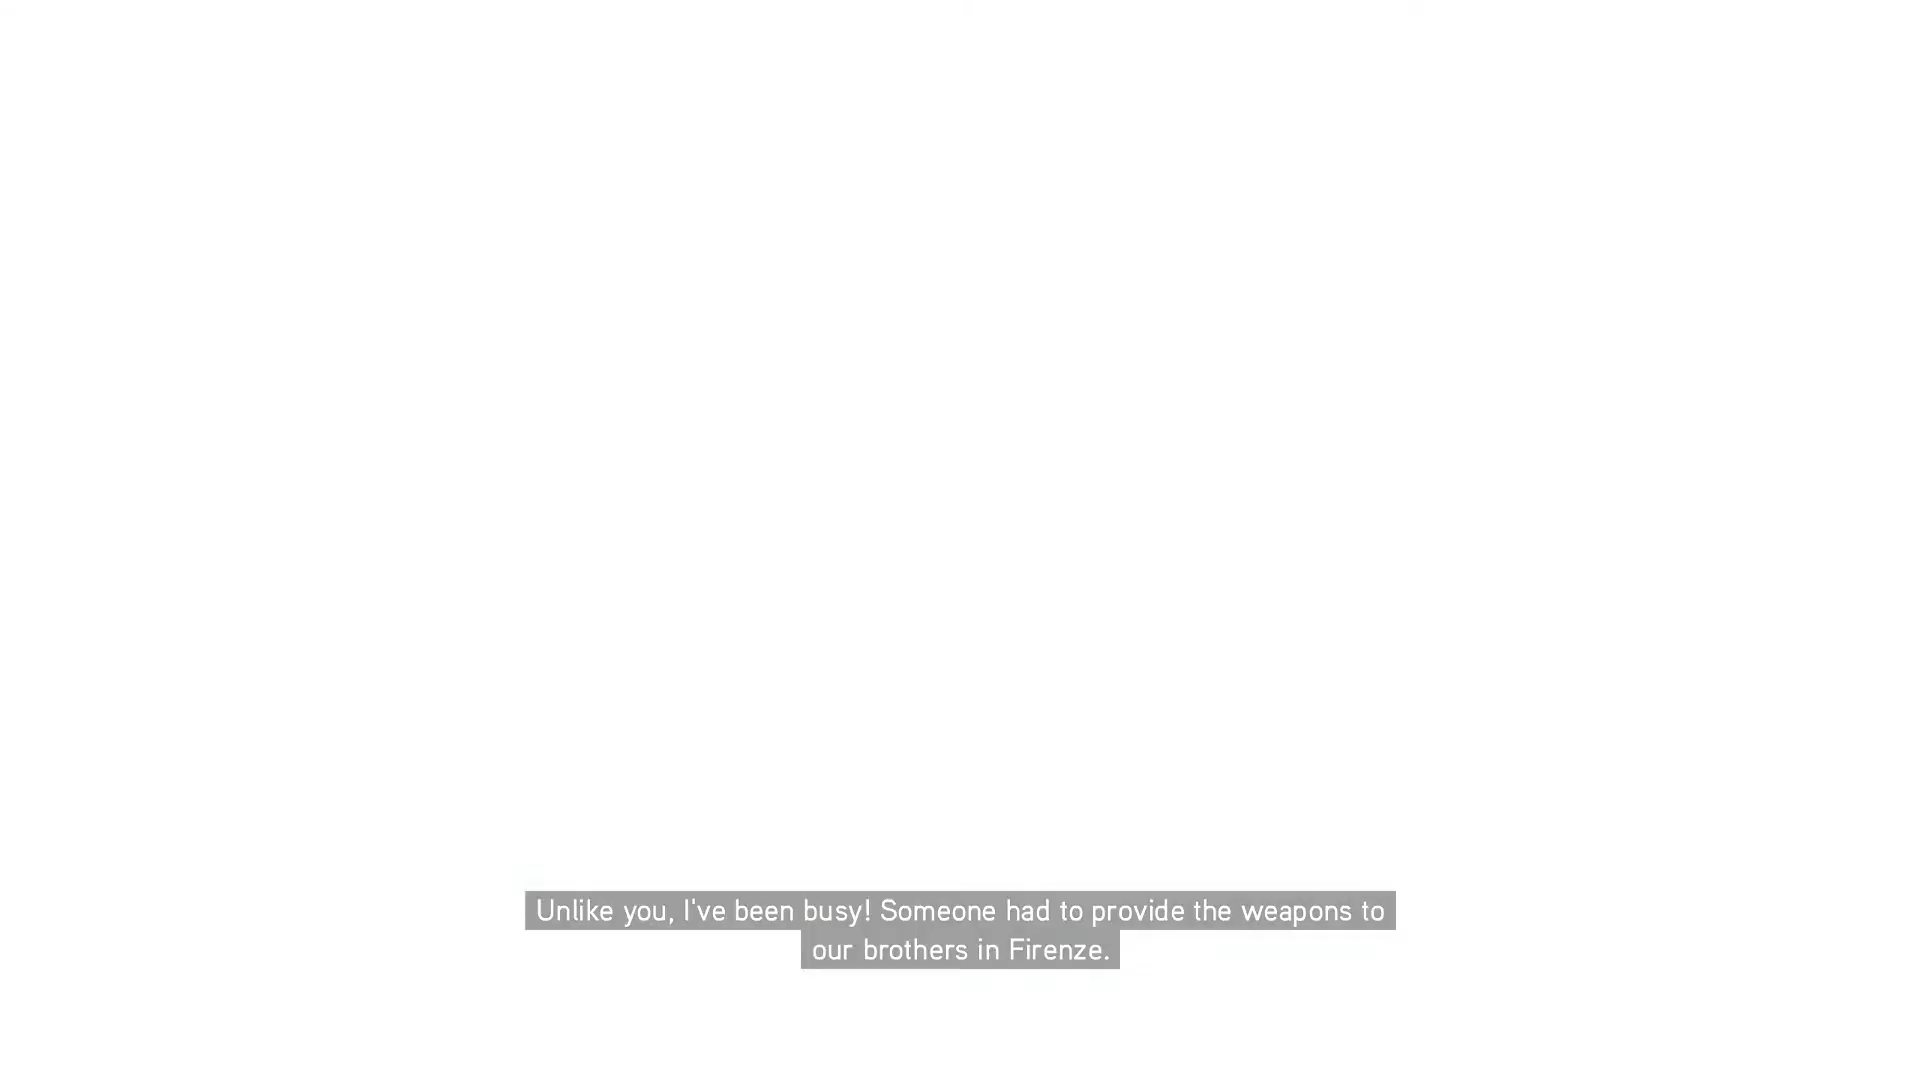 Unlike you, I've been busy! Someone had to provide the weapons to
our brothers in Firenze.